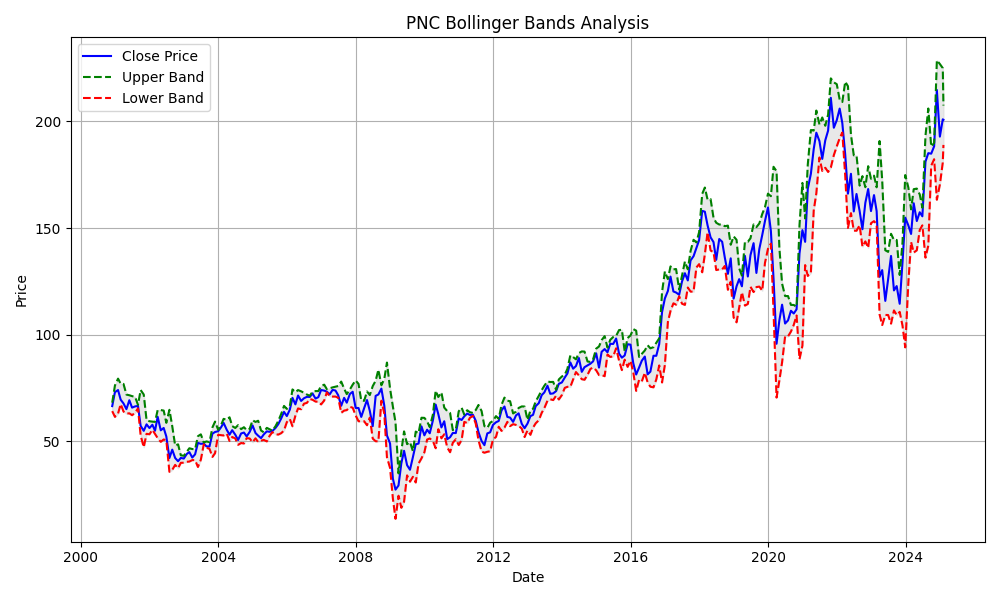 PNC Bollinger Bands Analysis
Close Price
Upper Band
Lower Band
Price
200
150
100
50
2000 2004 2008 2012 2016 2020 2024
Date